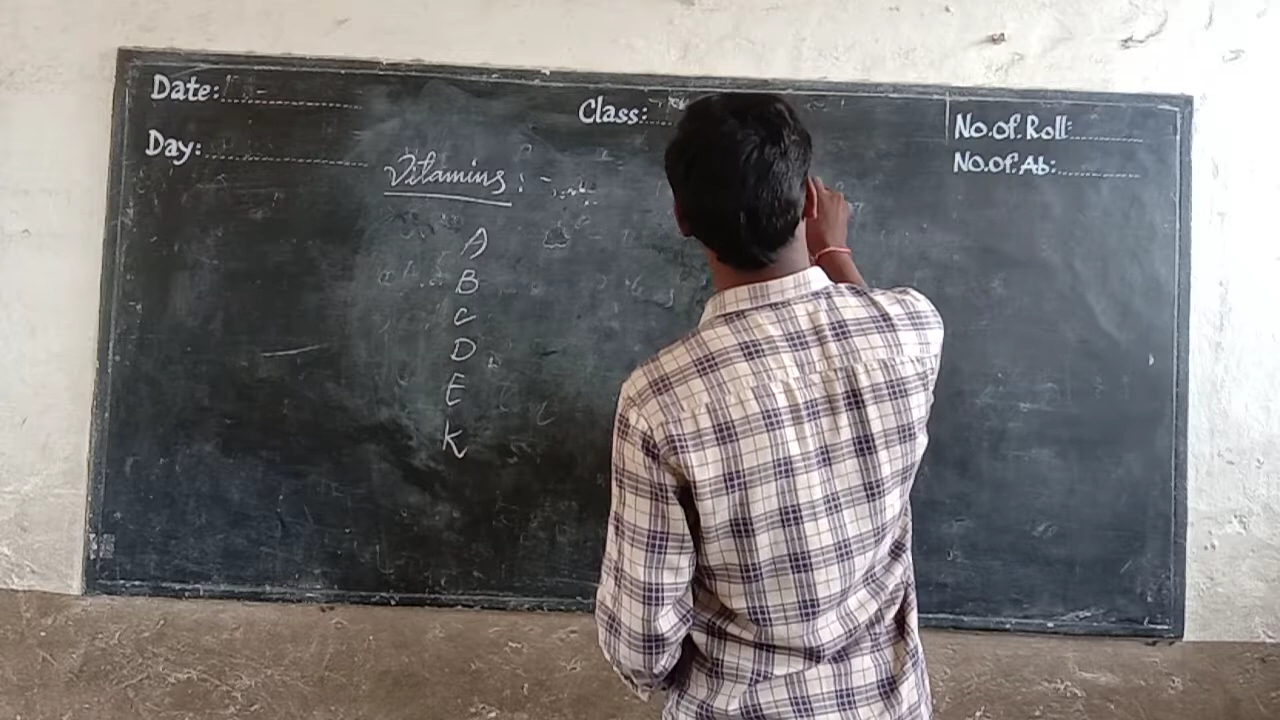 Date:
Class:
No.of.Roll:
Day:
No.of.Ab:
Vitamins : -
A
B
C
D
E
K